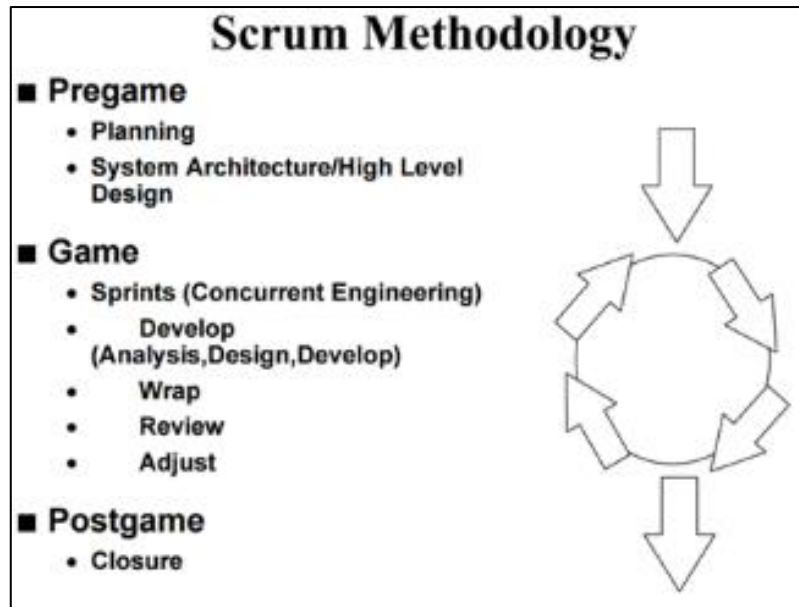 Scrum Methodology
■ Pregame
• Planning
• System Architecture/High Level
Design
■ Game
• Sprints (Concurrent Engineering)
• Develop
(Analysis,Design,Develop)
• Wrap
• Review
• Adjust
■ Postgame
• Closure